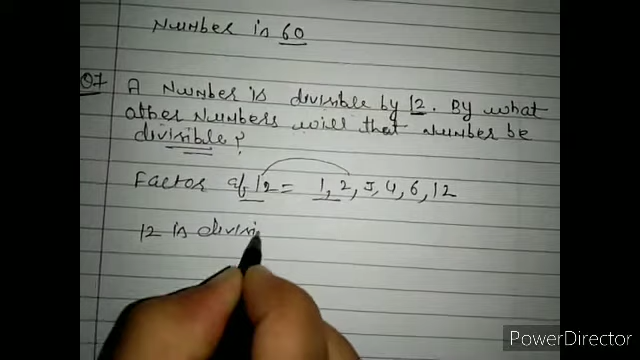 Number is 60
Q7 A Number is divisible by 12. By what
other Numbers will that number be
divisible?
Factor of 12 = 1, 2, 3, 4, 6, 12
12 is divisi
PowerDirector